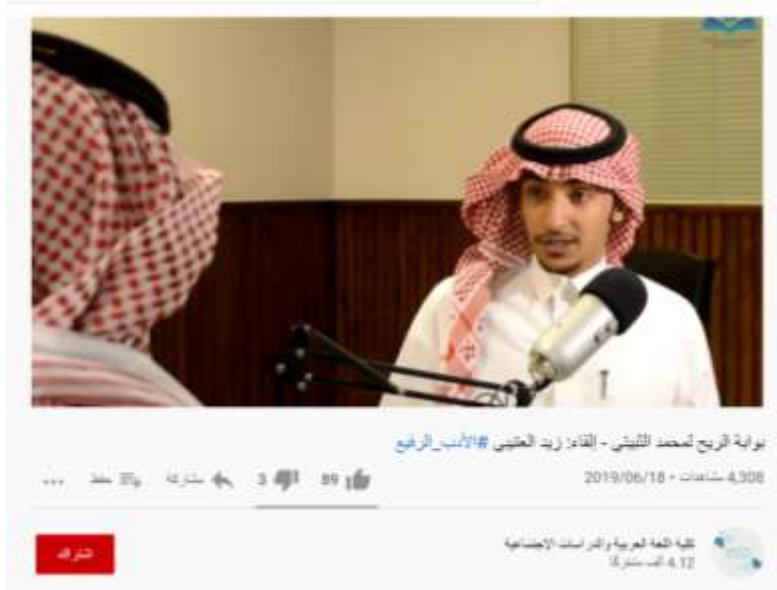 بوابة الريح لمحمد الثبيتي - إلقاء: زيد العتيبي #الأدب_الرفيع
4,308 مشاهدات • 2019/06/18
89
3
مشاركة
حفظ
كلية اللغة العربية والدراسات الاجتماعية
4.12 ألف مشترك
اشتراك